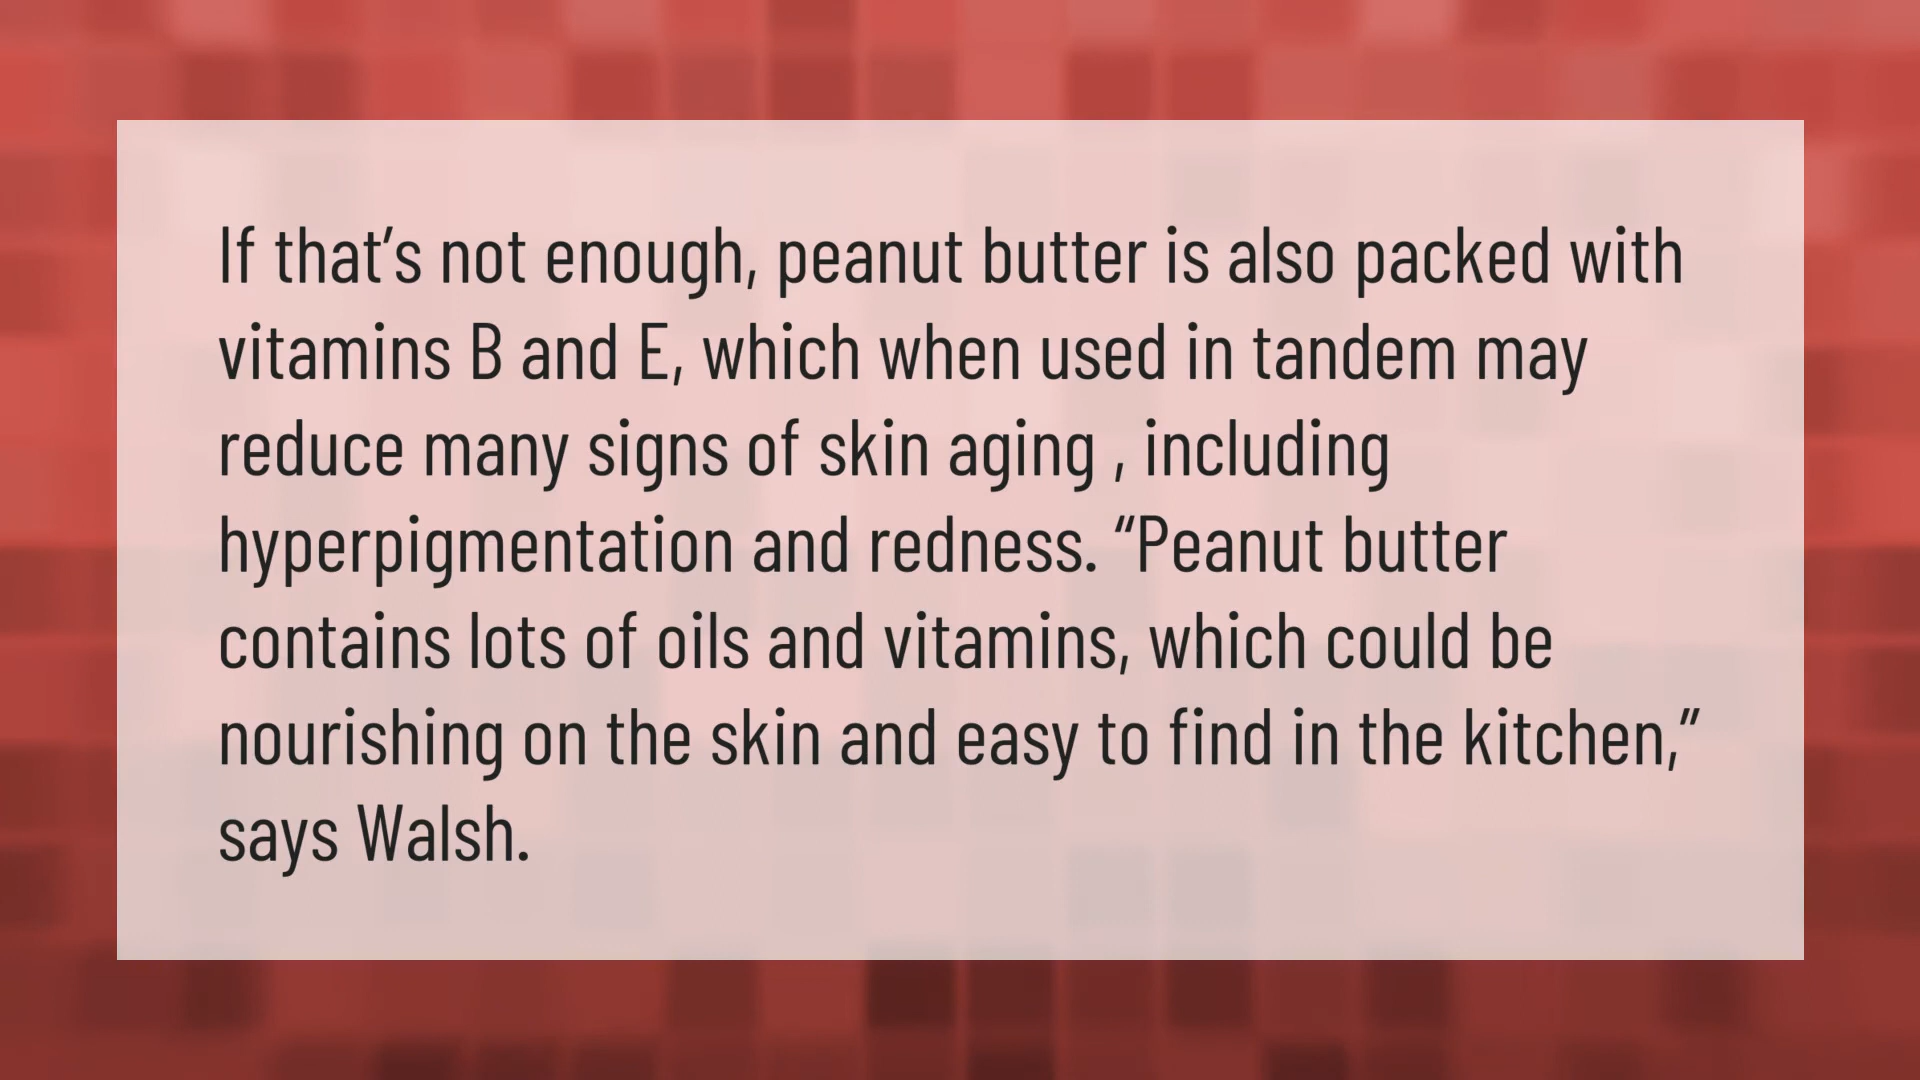 If that’s not enough, peanut butter is also packed with
vitamins B and E, which when used in tandem may
reduce many signs of skin aging , including
hyperpigmentation and redness. “Peanut butter
contains lots of oils and vitamins, which could be
nourishing on the skin and easy to find in the kitchen,”
says Walsh.